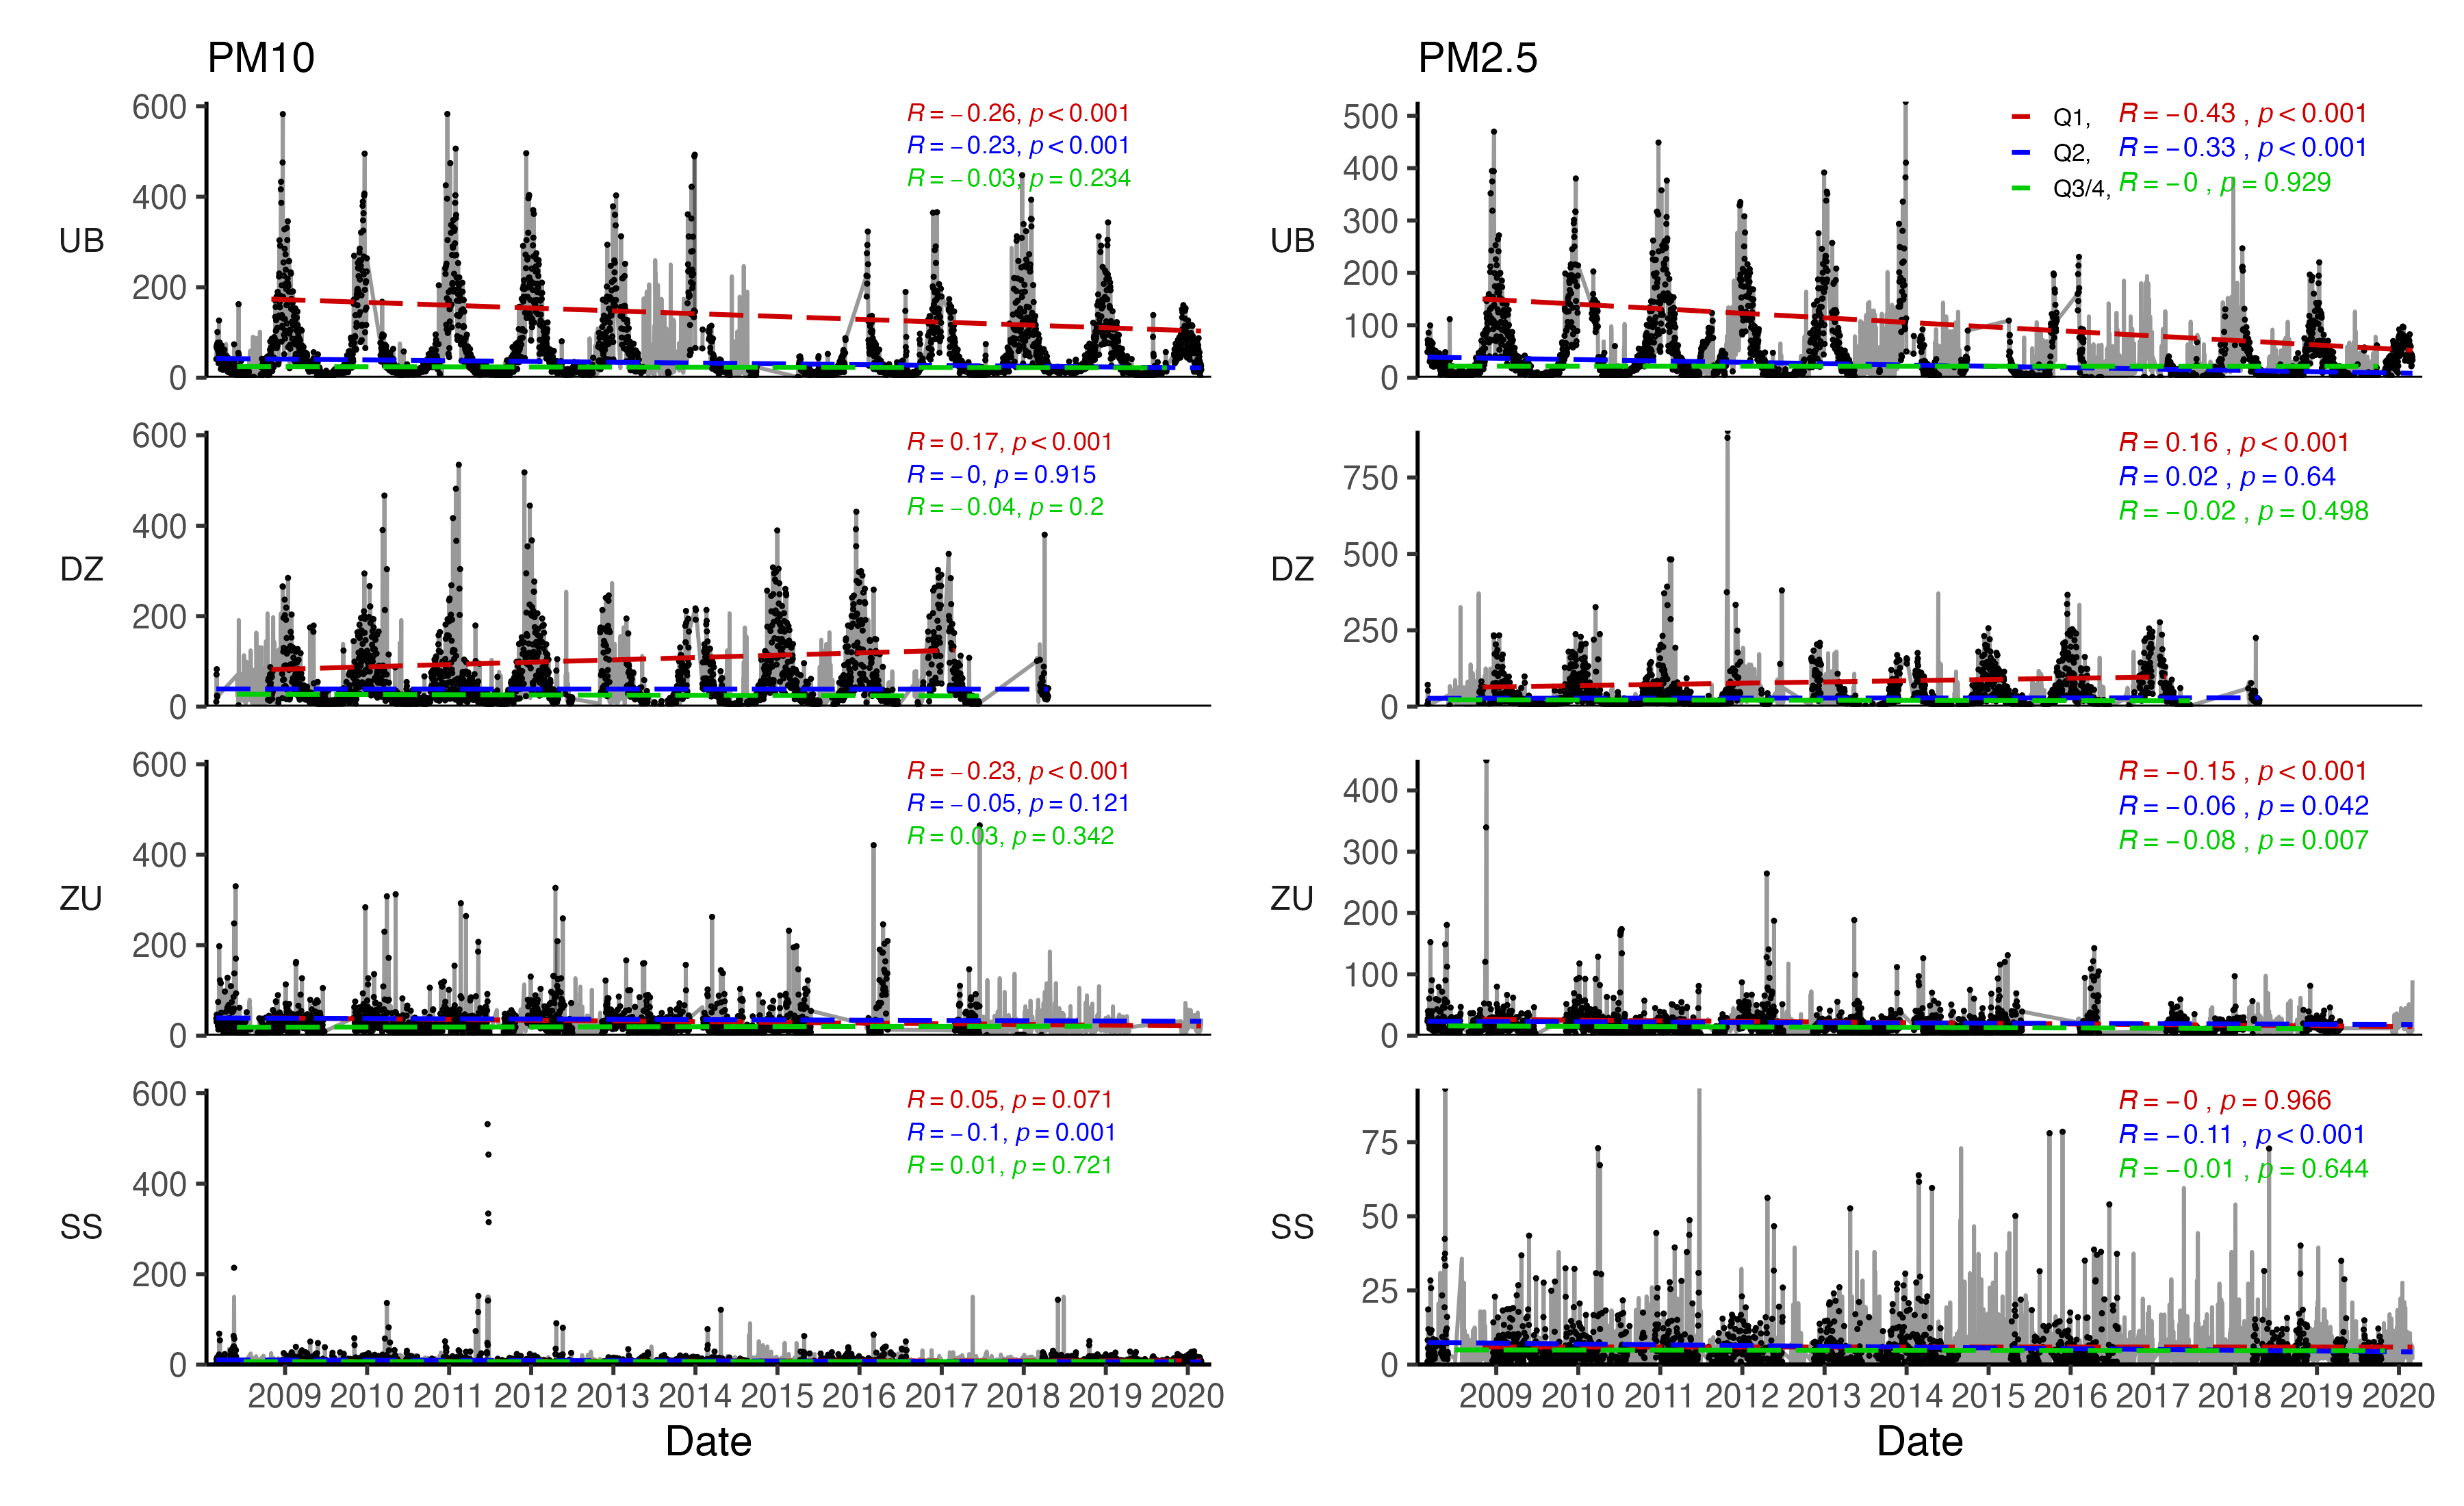 PM10
600
400
200
0
UB
R = −0.26, p < 0.001
R = −0.23, p < 0.001
R = −0.03, p = 0.234
600
400
200
0
DZ
R = 0.17, p < 0.001
R = −0, p = 0.915
R = −0.04, p = 0.2
600
400
200
0
ZU
R = −0.23, p < 0.001
R = −0.05, p = 0.121
R = 0.03, p = 0.342
600
400
200
0
SS
R = 0.05, p = 0.071
R = −0.1, p = 0.001
R = 0.01, p = 0.721
2009 2010 2011 2012 2013 2014 2015 2016 2017 2018 2019 2020
Date
PM2.5
500
400
300
200
100
0
UB
Q1, R = −0.43 , p < 0.001
Q2, R = −0.33 , p < 0.001
Q3/4, R = −0 , p = 0.929
750
500
250
0
DZ
R = 0.16 , p < 0.001
R = 0.02 , p = 0.64
R = −0.02 , p = 0.498
400
300
200
100
0
ZU
R = −0.15 , p < 0.001
R = −0.06 , p = 0.042
R = −0.08 , p = 0.007
75
50
25
0
SS
R = −0 , p = 0.966
R = −0.11 , p < 0.001
R = −0.01 , p = 0.644
2009 2010 2011 2012 2013 2014 2015 2016 2017 2018 2019 2020
Date